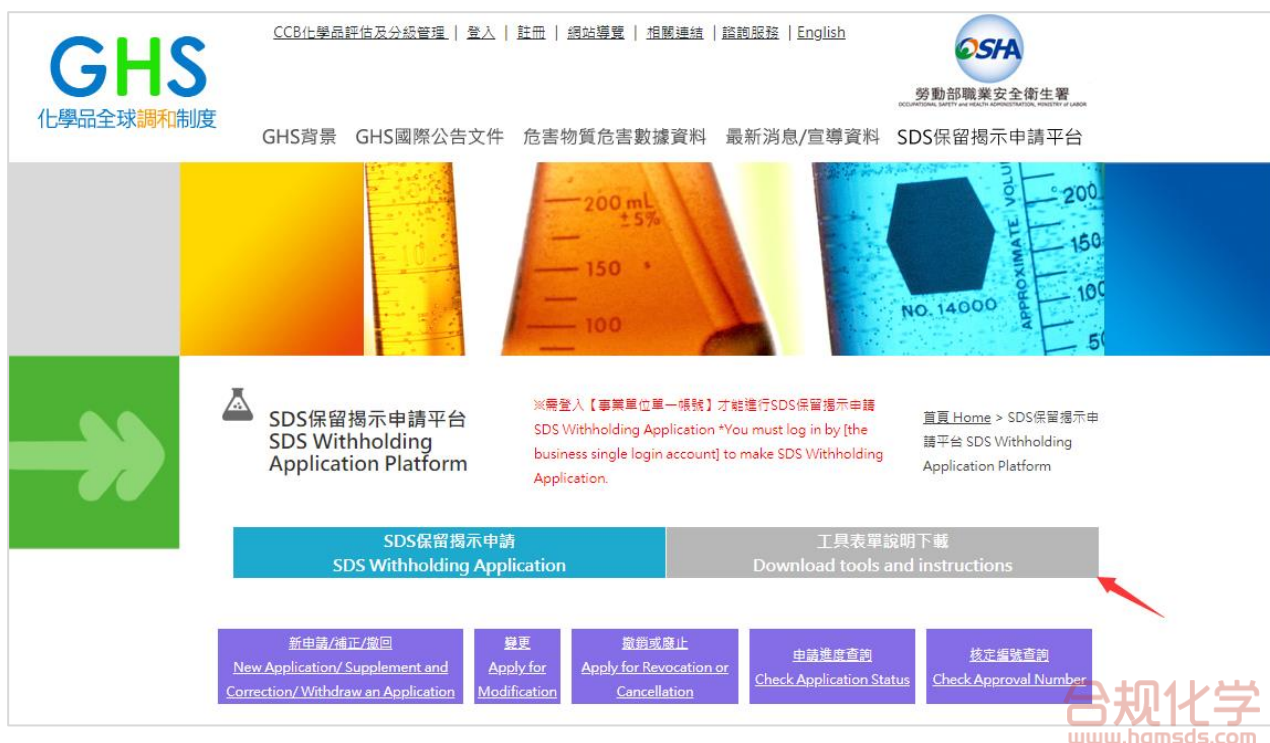 GHS
化學品全球調和制度
CCB化學品評估及分級管理 | 登入 | 註冊 | 網站導覽 | 相關連結 | 諮詢服務 | English
OSHA
勞動部職業安全衛生署
OCCUPATIONAL SAFETY and HEALTH ADMINISTRATION, MINISTRY of LABOR
GHS背景 GHS國際公告文件 危害物質危害數據資料 最新消息/宣導資料 SDS保留揭示申請平台
200 mL
±5%
150
100
NO. 14000
APPROXIMATE VOLU
200
150
100
50
SDS保留揭示申請平台
SDS Withholding
Application Platform
※需登入【事業單位單一帳號】才能進行SDS保留揭示申請
SDS Withholding Application *You must log in by [the
business single login account] to make SDS Withholding
Application.
首頁 Home > SDS保留揭示申
請平台 SDS Withholding
Application Platform
SDS保留揭示申請
SDS Withholding Application
工具表單說明下載
Download tools and instructions
新申請/補正/撤回
New Application/ Supplement and
Correction/ Withdraw an Application
變更
Apply for
Modification
撤銷或廢止
Apply for Revocation or
Cancellation
申請進度查詢
Check Application Status
核定編號查詢
Check Approval Number
合规化学
www.hgmsds.com